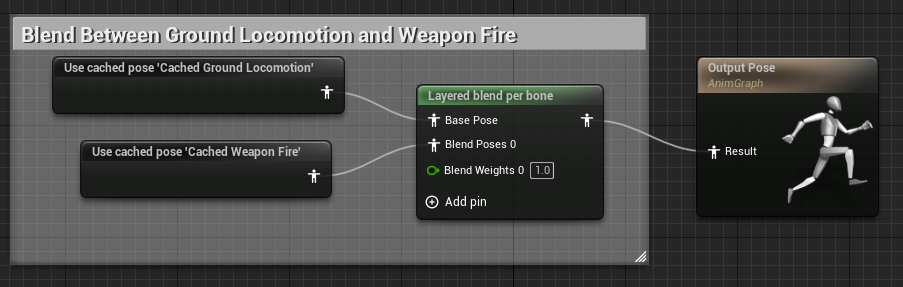 Blend Between Ground Locomotion and Weapon Fire
Use cached pose 'Cached Ground Locomotion'
Layered blend per bone
Base Pose
Use cached pose 'Cached Weapon Fire'
Blend Poses 0
Blend Weights 0 1.0
Add pin
Output Pose
AnimGraph
Result